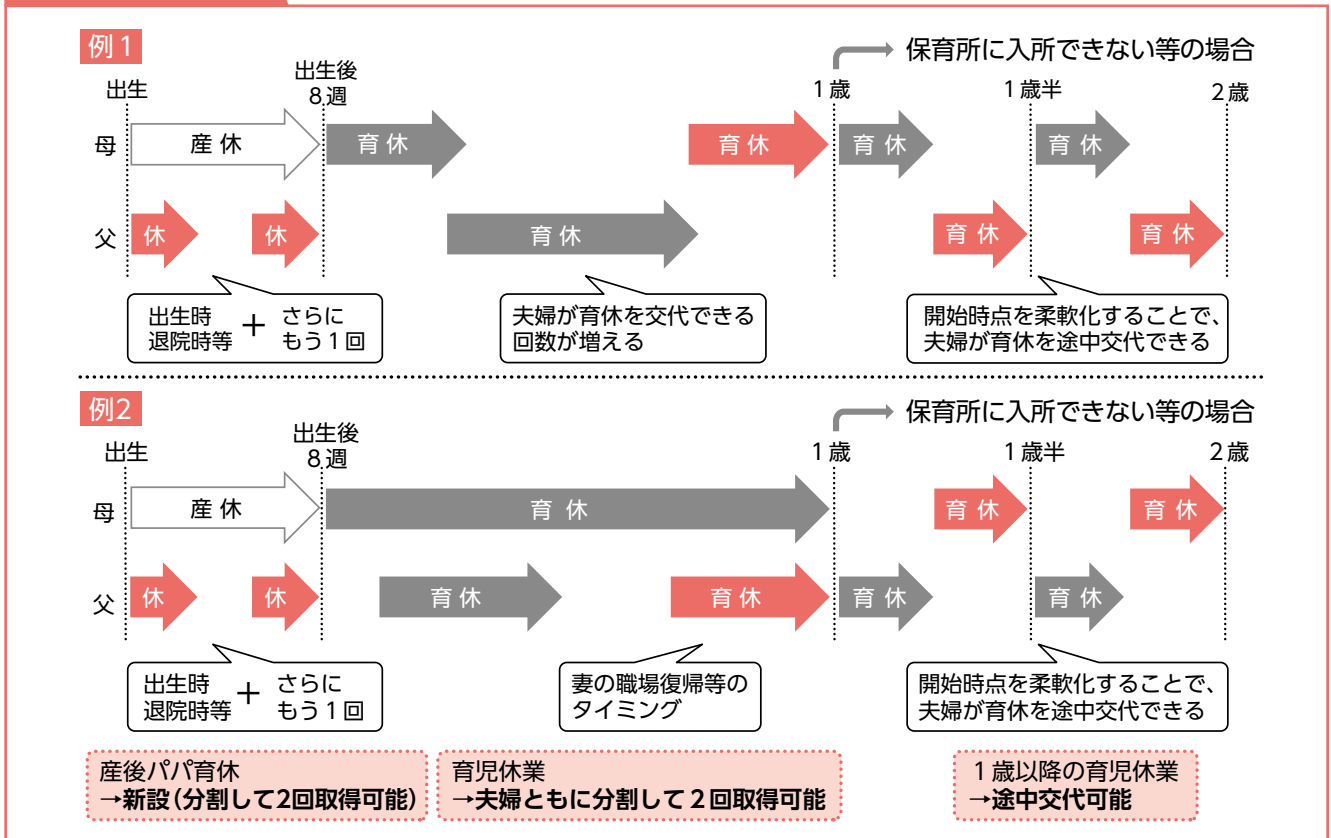 例1
保育所に入所できない等の場合
出生
出生後
8週
1歳
1歳半
2歳
母
産休
育休
育休
育休
育休
父
休
休
育休
育休
育休
出生時
退院時等
+
さらに
もう1回
夫婦が育休を交代できる
回数が増える
開始時点を柔軟化することで、
夫婦が育休を途中交代できる
例2
保育所に入所できない等の場合
出生
出生後
8週
1歳
1歳半
2歳
母
産休
育休
育休
育休
父
休
休
育休
育休
育休
育休
出生時
退院時等
+
さらに
もう1回
妻の職場復帰等の
タイミング
開始時点を柔軟化することで、
夫婦が育休を途中交代できる
産後パパ育休
→新設(分割して2回取得可能)
育児休業
→夫婦ともに分割して2回取得可能
1歳以降の育児休業
→途中交代可能